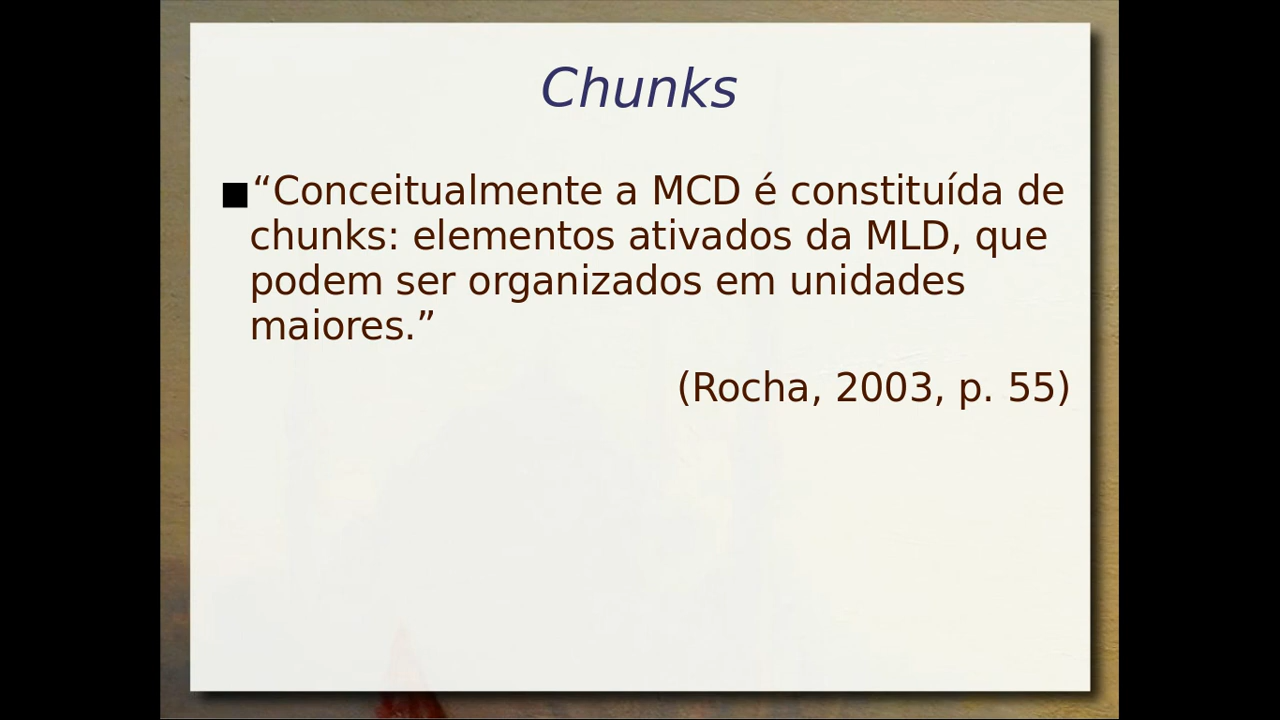 Chunks
■“Conceitualmente a MCD é constituída de
chunks: elementos ativados da MLD, que
podem ser organizados em unidades
maiores.”
(Rocha, 2003, p. 55)